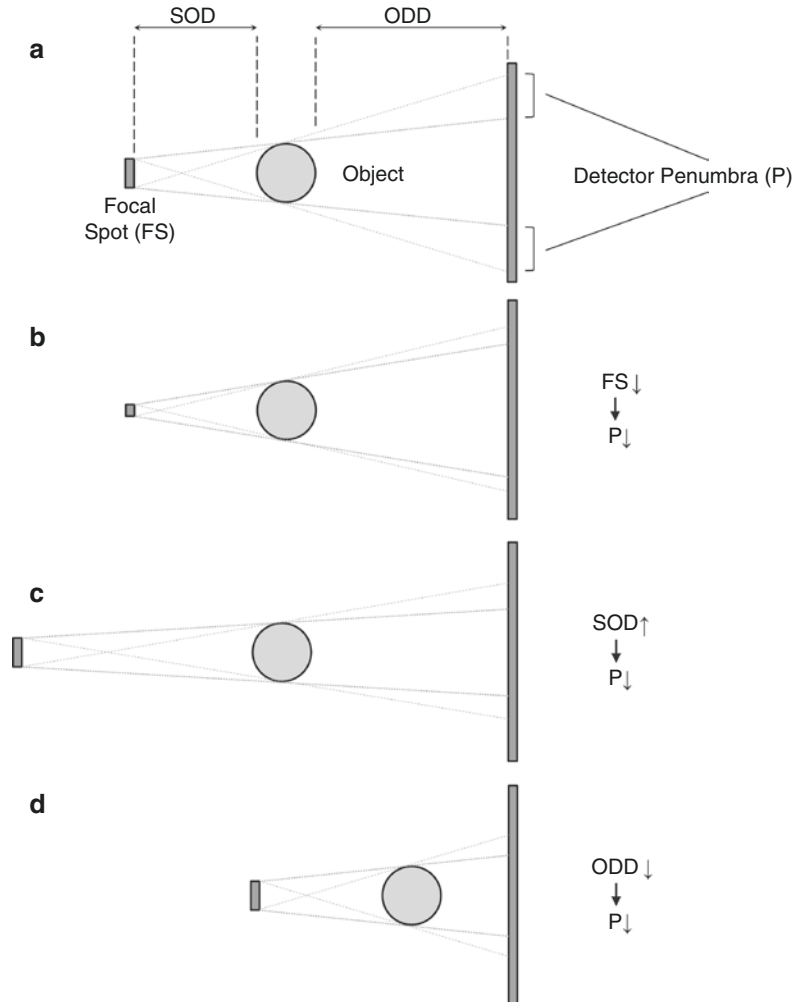 SOD ODD
a
Object
Focal
Spot (FS)
Detector Penumbra (P)
b
FS↓
P↓
c
SOD↑
P↓
d
ODD ↓
P↓